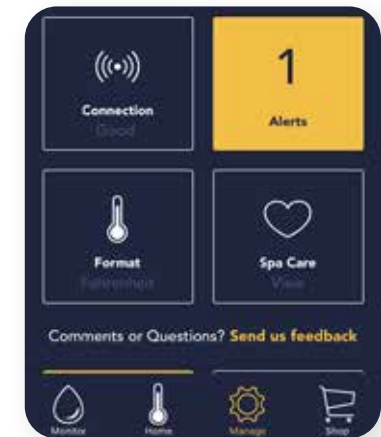 1
Connection
Good
Alerts
Format
Fahrenheit
Spa Care
View
Comments or Questions? Send us feedback
Monitor
Home
Manage
Shop